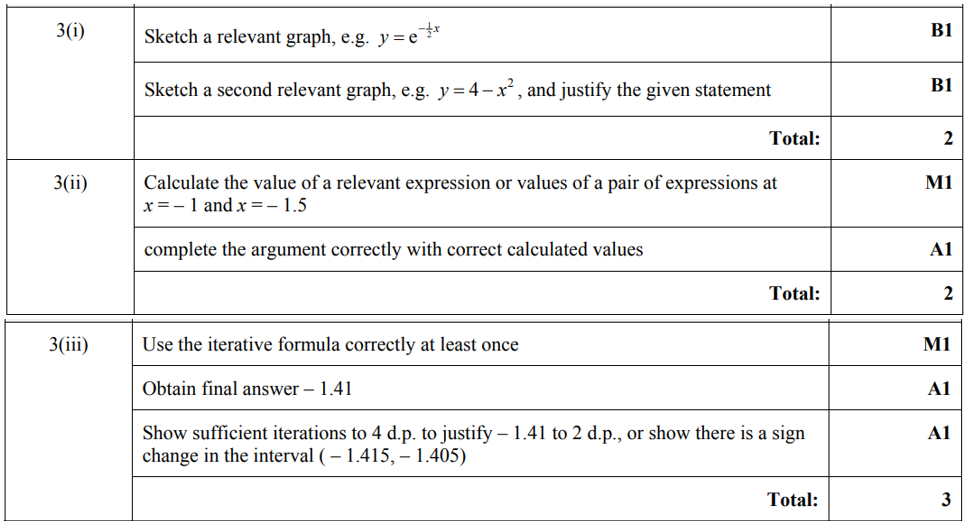 3(i) Sketch a relevant graph, e.g. y = e^{-\frac{1}{2}x} B1
Sketch a second relevant graph, e.g. y = 4 – x², and justify the given statement B1
Total: 2
3(ii) Calculate the value of a relevant expression or values of a pair of expressions at M1
x = – 1 and x = – 1.5
complete the argument correctly with correct calculated values A1
Total: 2
3(iii) Use the iterative formula correctly at least once M1
Obtain final answer – 1.41 A1
Show sufficient iterations to 4 d.p. to justify – 1.41 to 2 d.p., or show there is a sign A1
change in the interval ( – 1.415, – 1.405)
Total: 3